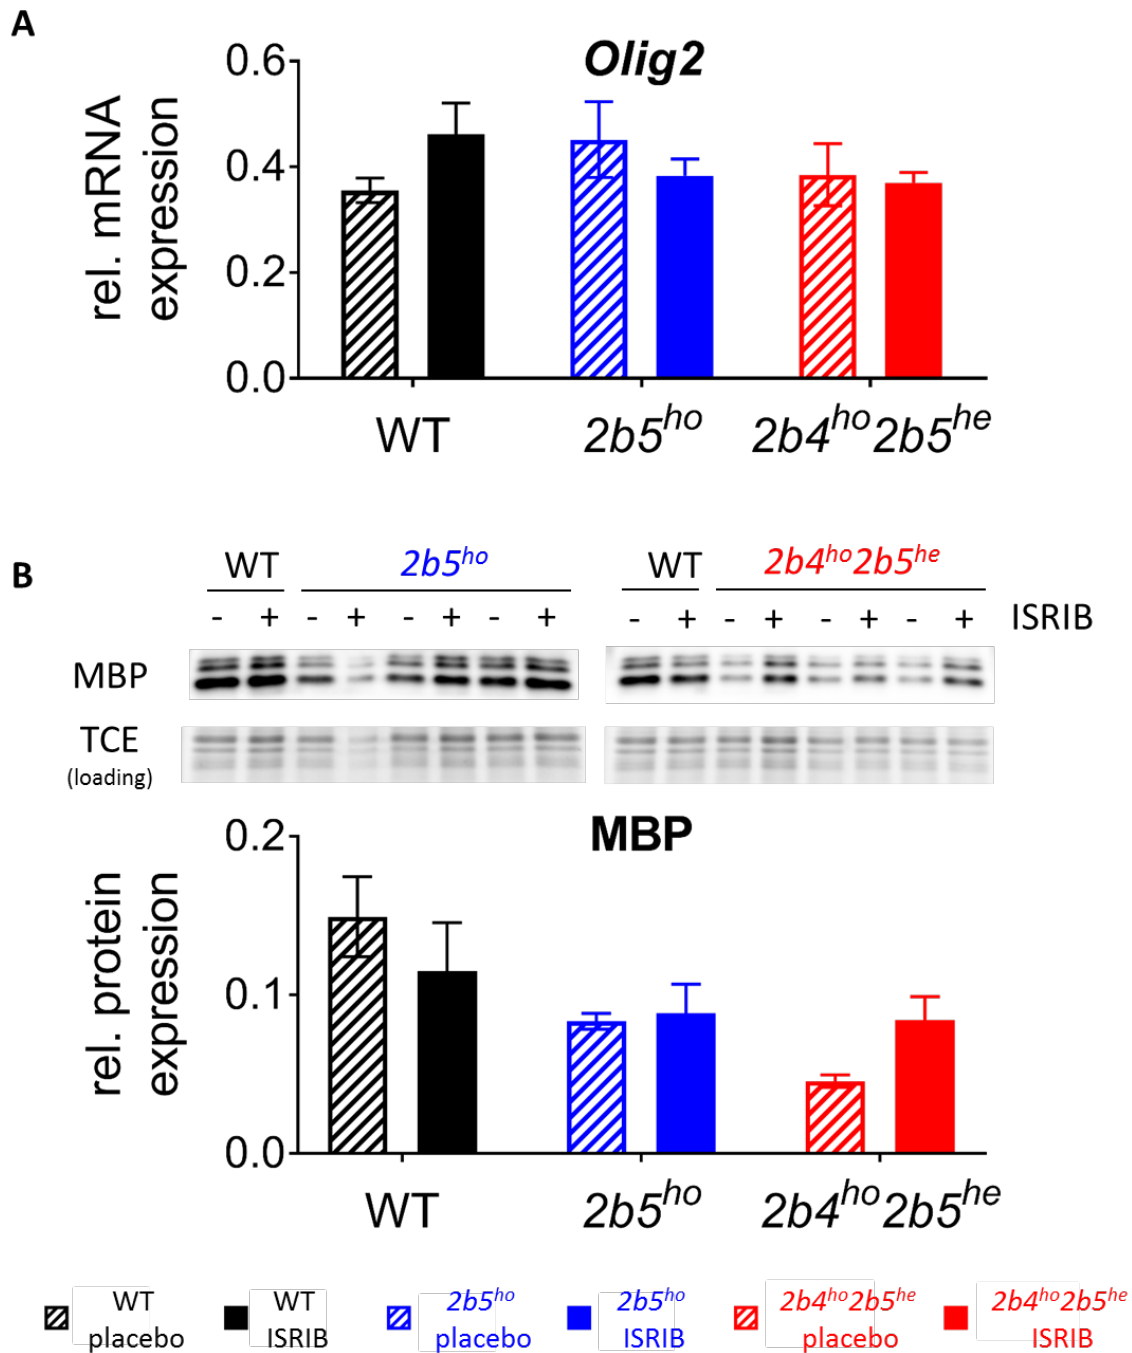 A
Olig2
rel. mRNA
expression
0.6
0.4
0.2
0.0
WT 2b5ho 2b4ho2b5he
B
WT 2b5ho WT 2b4ho2b5he
- + - + - + - + - + - + - + - + ISRIB
MBP
TCE
(loading)
MBP
rel. protein
expression
0.2
0.1
0.0
WT 2b5ho 2b4ho2b5he
WT placebo
WT ISRIB
2b5ho placebo
2b5ho ISRIB
2b4ho2b5he placebo
2b4ho2b5he ISRIB